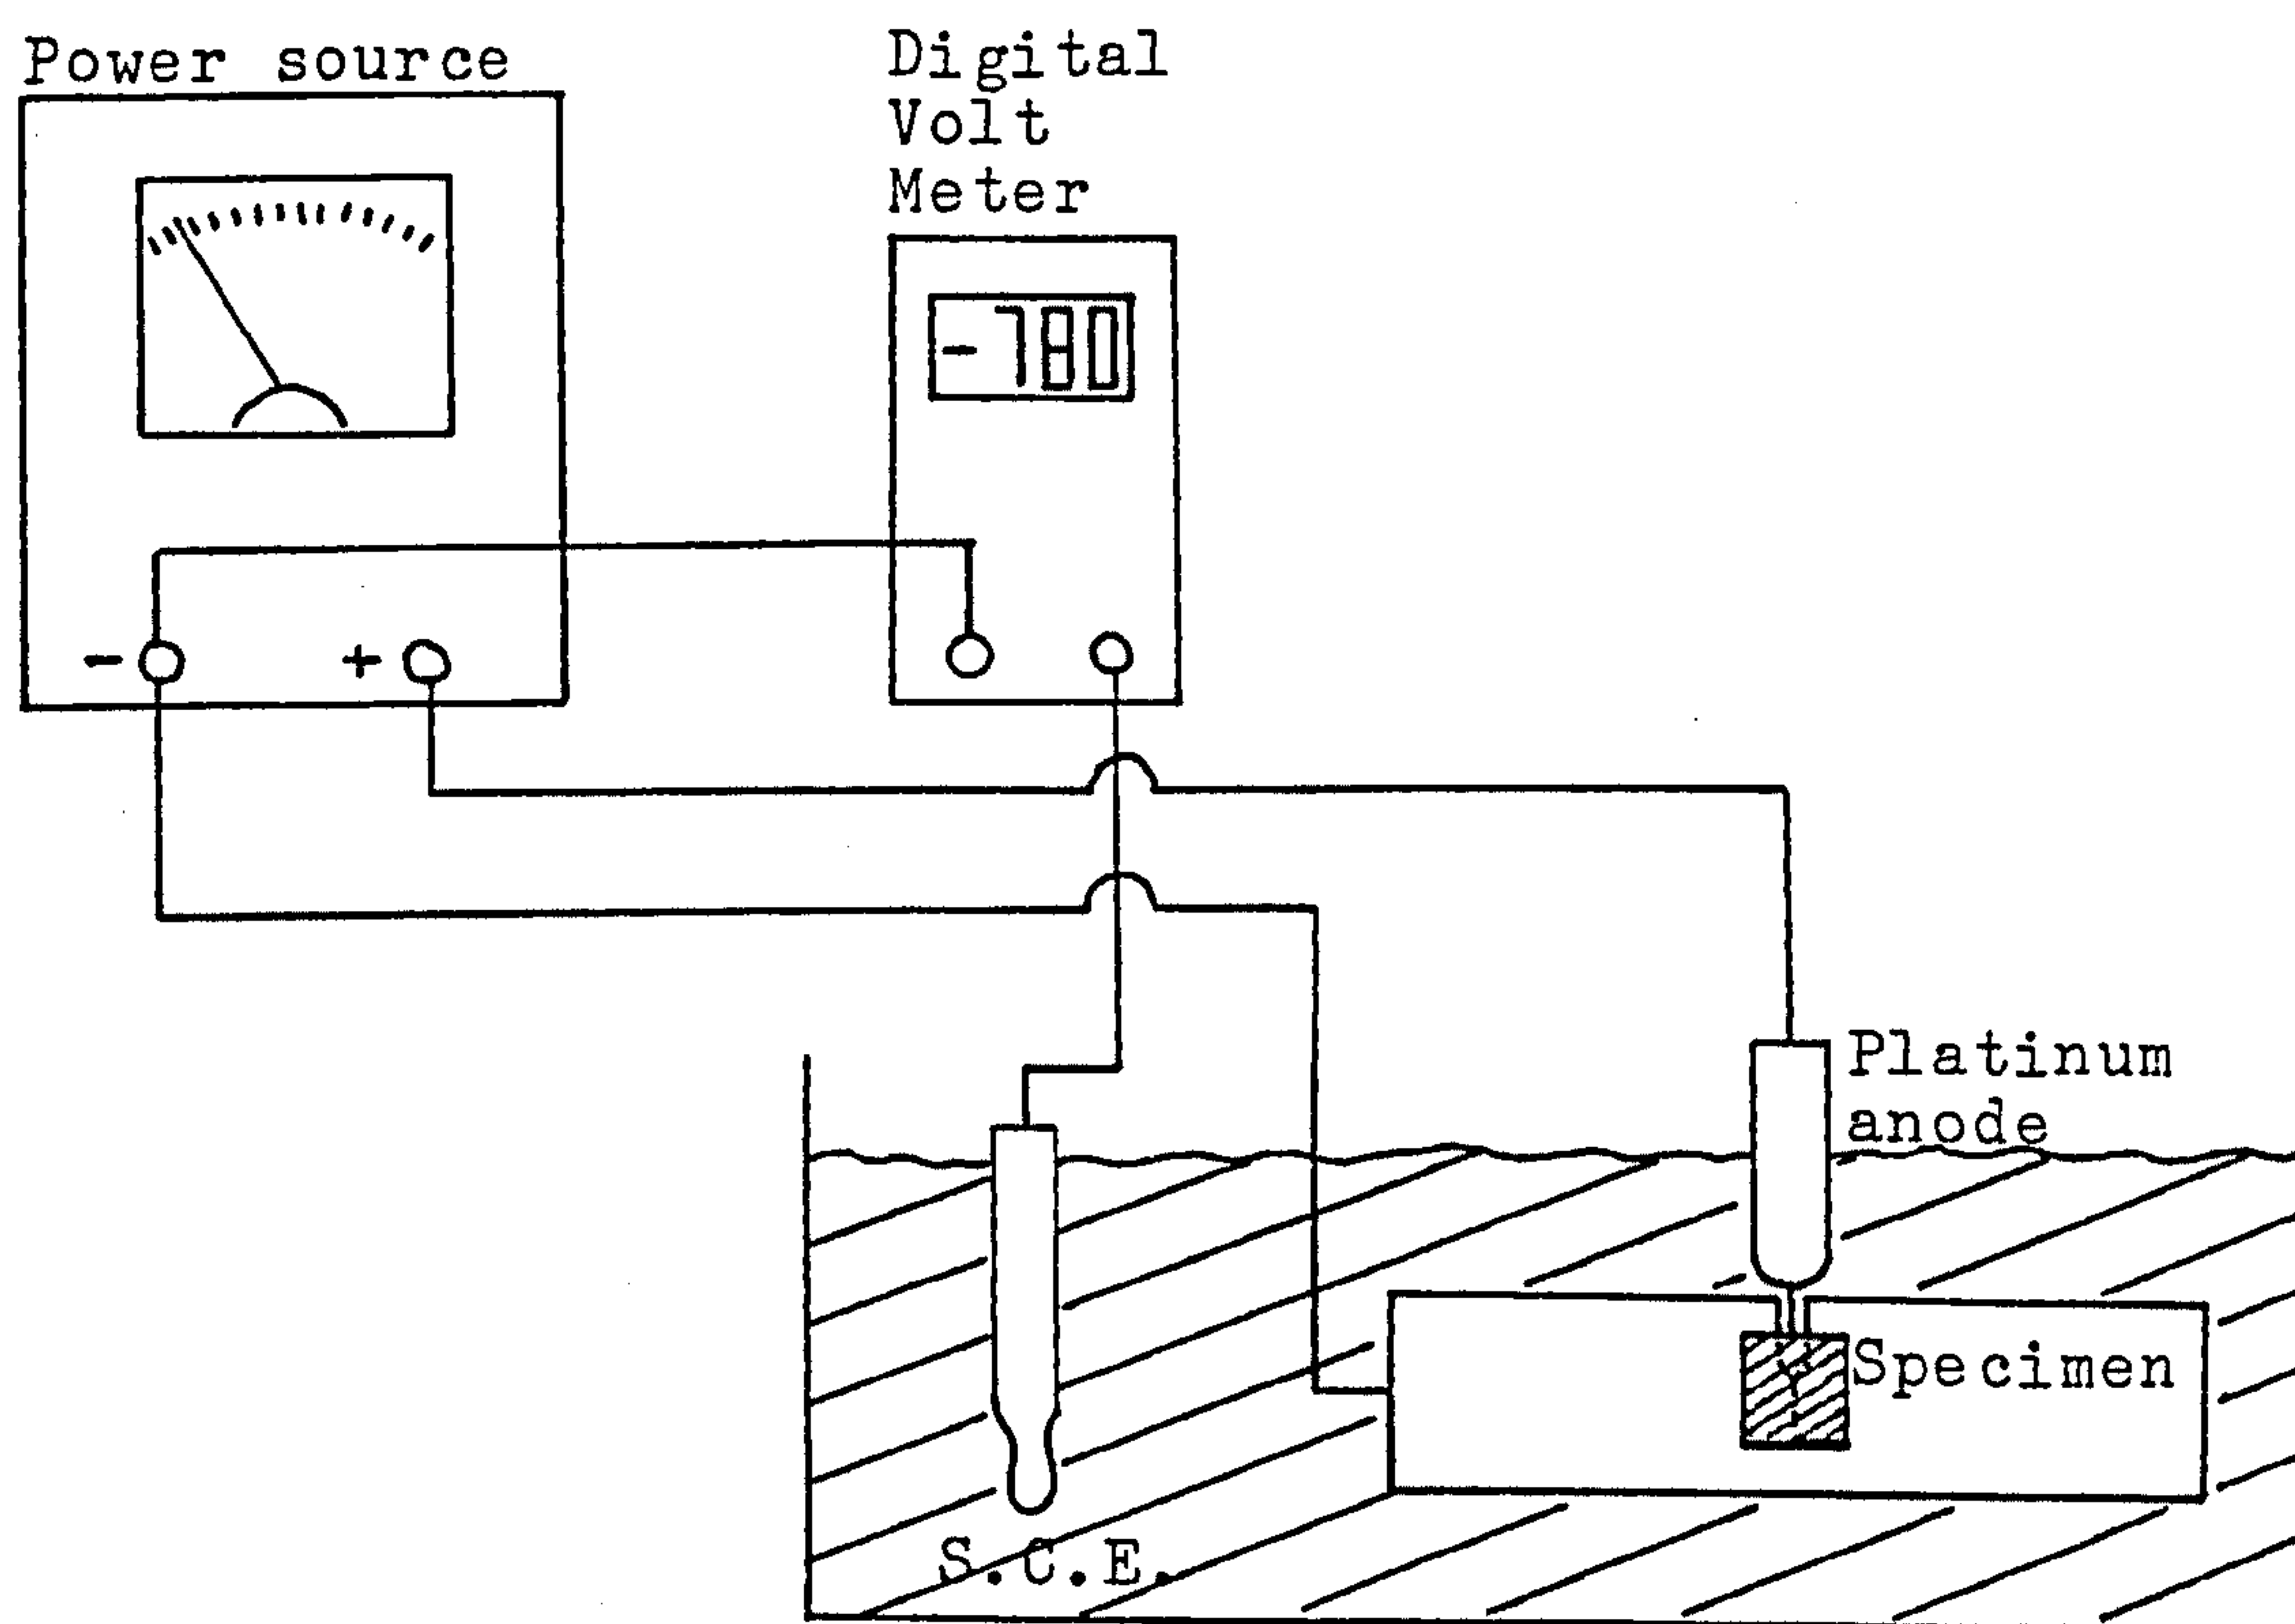 Power source
Digital
Volt
Meter
-780
- +
Platinum
anode
Specimen
S.C.E.